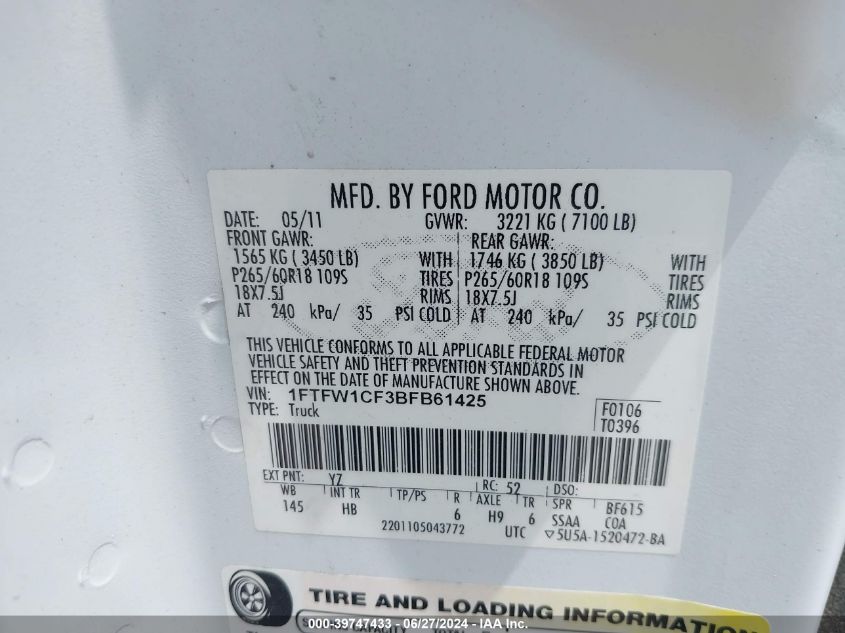 MFD. BY FORD MOTOR CO.
DATE: 05/11 GVWR: 3221 KG ( 7100 LB)
FRONT GAWR: REAR GAWR:
1565 KG ( 3450 LB) WITH 1746 KG ( 3850 LB) WITH
P265/60R18 109S TIRES P265/60R18 109S TIRES
18X7.5J RIMS 18X7.5J RIMS
AT 240 kPa/ 35 PSI COLD AT 240 kPa/ 35 PSI COLD
THIS VEHICLE CONFORMS TO ALL APPLICABLE FEDERAL MOTOR
VEHICLE SAFETY AND THEFT PREVENTION STANDARDS IN
EFFECT ON THE DATE OF MANUFACTURE SHOWN ABOVE.
VIN: 1FTFW1CF3BFB61425
TYPE: Truck
F0106
T0396
EXT PNT: YZ RC: 52 DSO:
WB INT TR TP/PS R AXLE TR SPR BF615
145 HB 6 H9 6 SSAA COA
2201105043772 UTC ▽5U5A-1520472-BA
TIRE AND LOADING INFORMATION
CAPACITY TOTAL
000-39747433 - 06/27/2024 - IAA Inc.